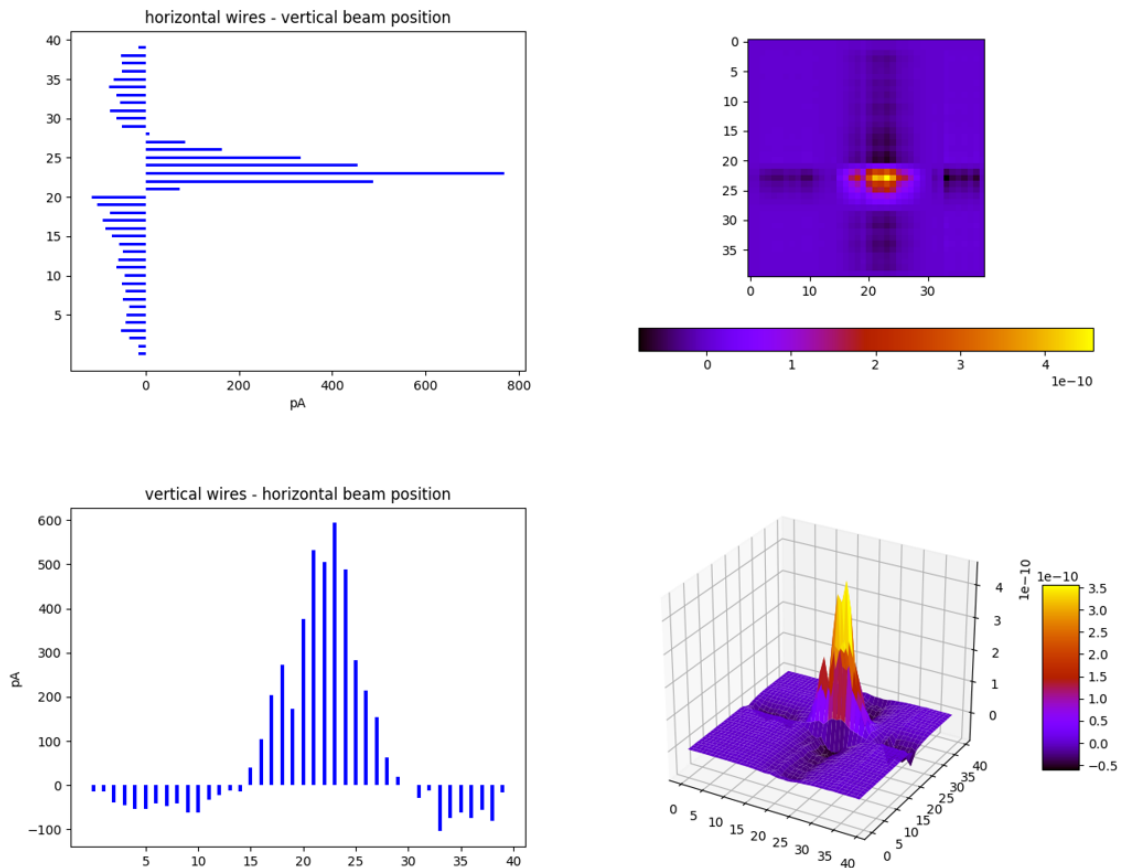 horizontal wires - vertical beam position
40
35
30
25
20
15
10
5
0 200 400 600 800
pA
0
5
10
15
20
25
30
35
0 10 20 30
0 1 2 3 4
1e−10
vertical wires - horizontal beam position
600
500
400
300
200
100
0
−100
pA
5 10 15 20 25 30 35 40
1e−10
4
3
2
1
0
0 5 10 15 20 25 30 35 40
0 5 10 15 20 25 30 35 40
1e−10
3.5
3.0
2.5
2.0
1.5
1.0
0.5
0.0
−0.5